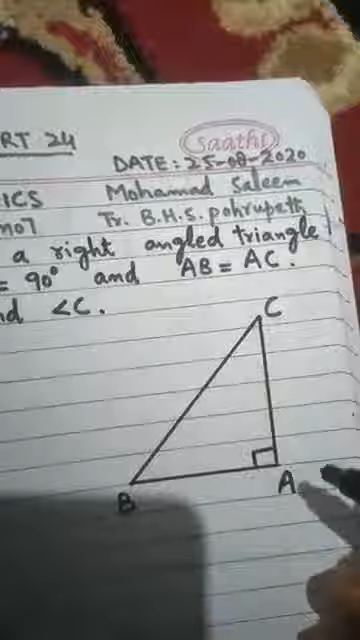 RT 24
Saathi
DATE: 25-08-2020
ICS Mohamad Saleem
no7 Tr. B.H.S. pohrupeth
a right angled triangle
= 90° and AB = AC.
nd <C.
C
B
A